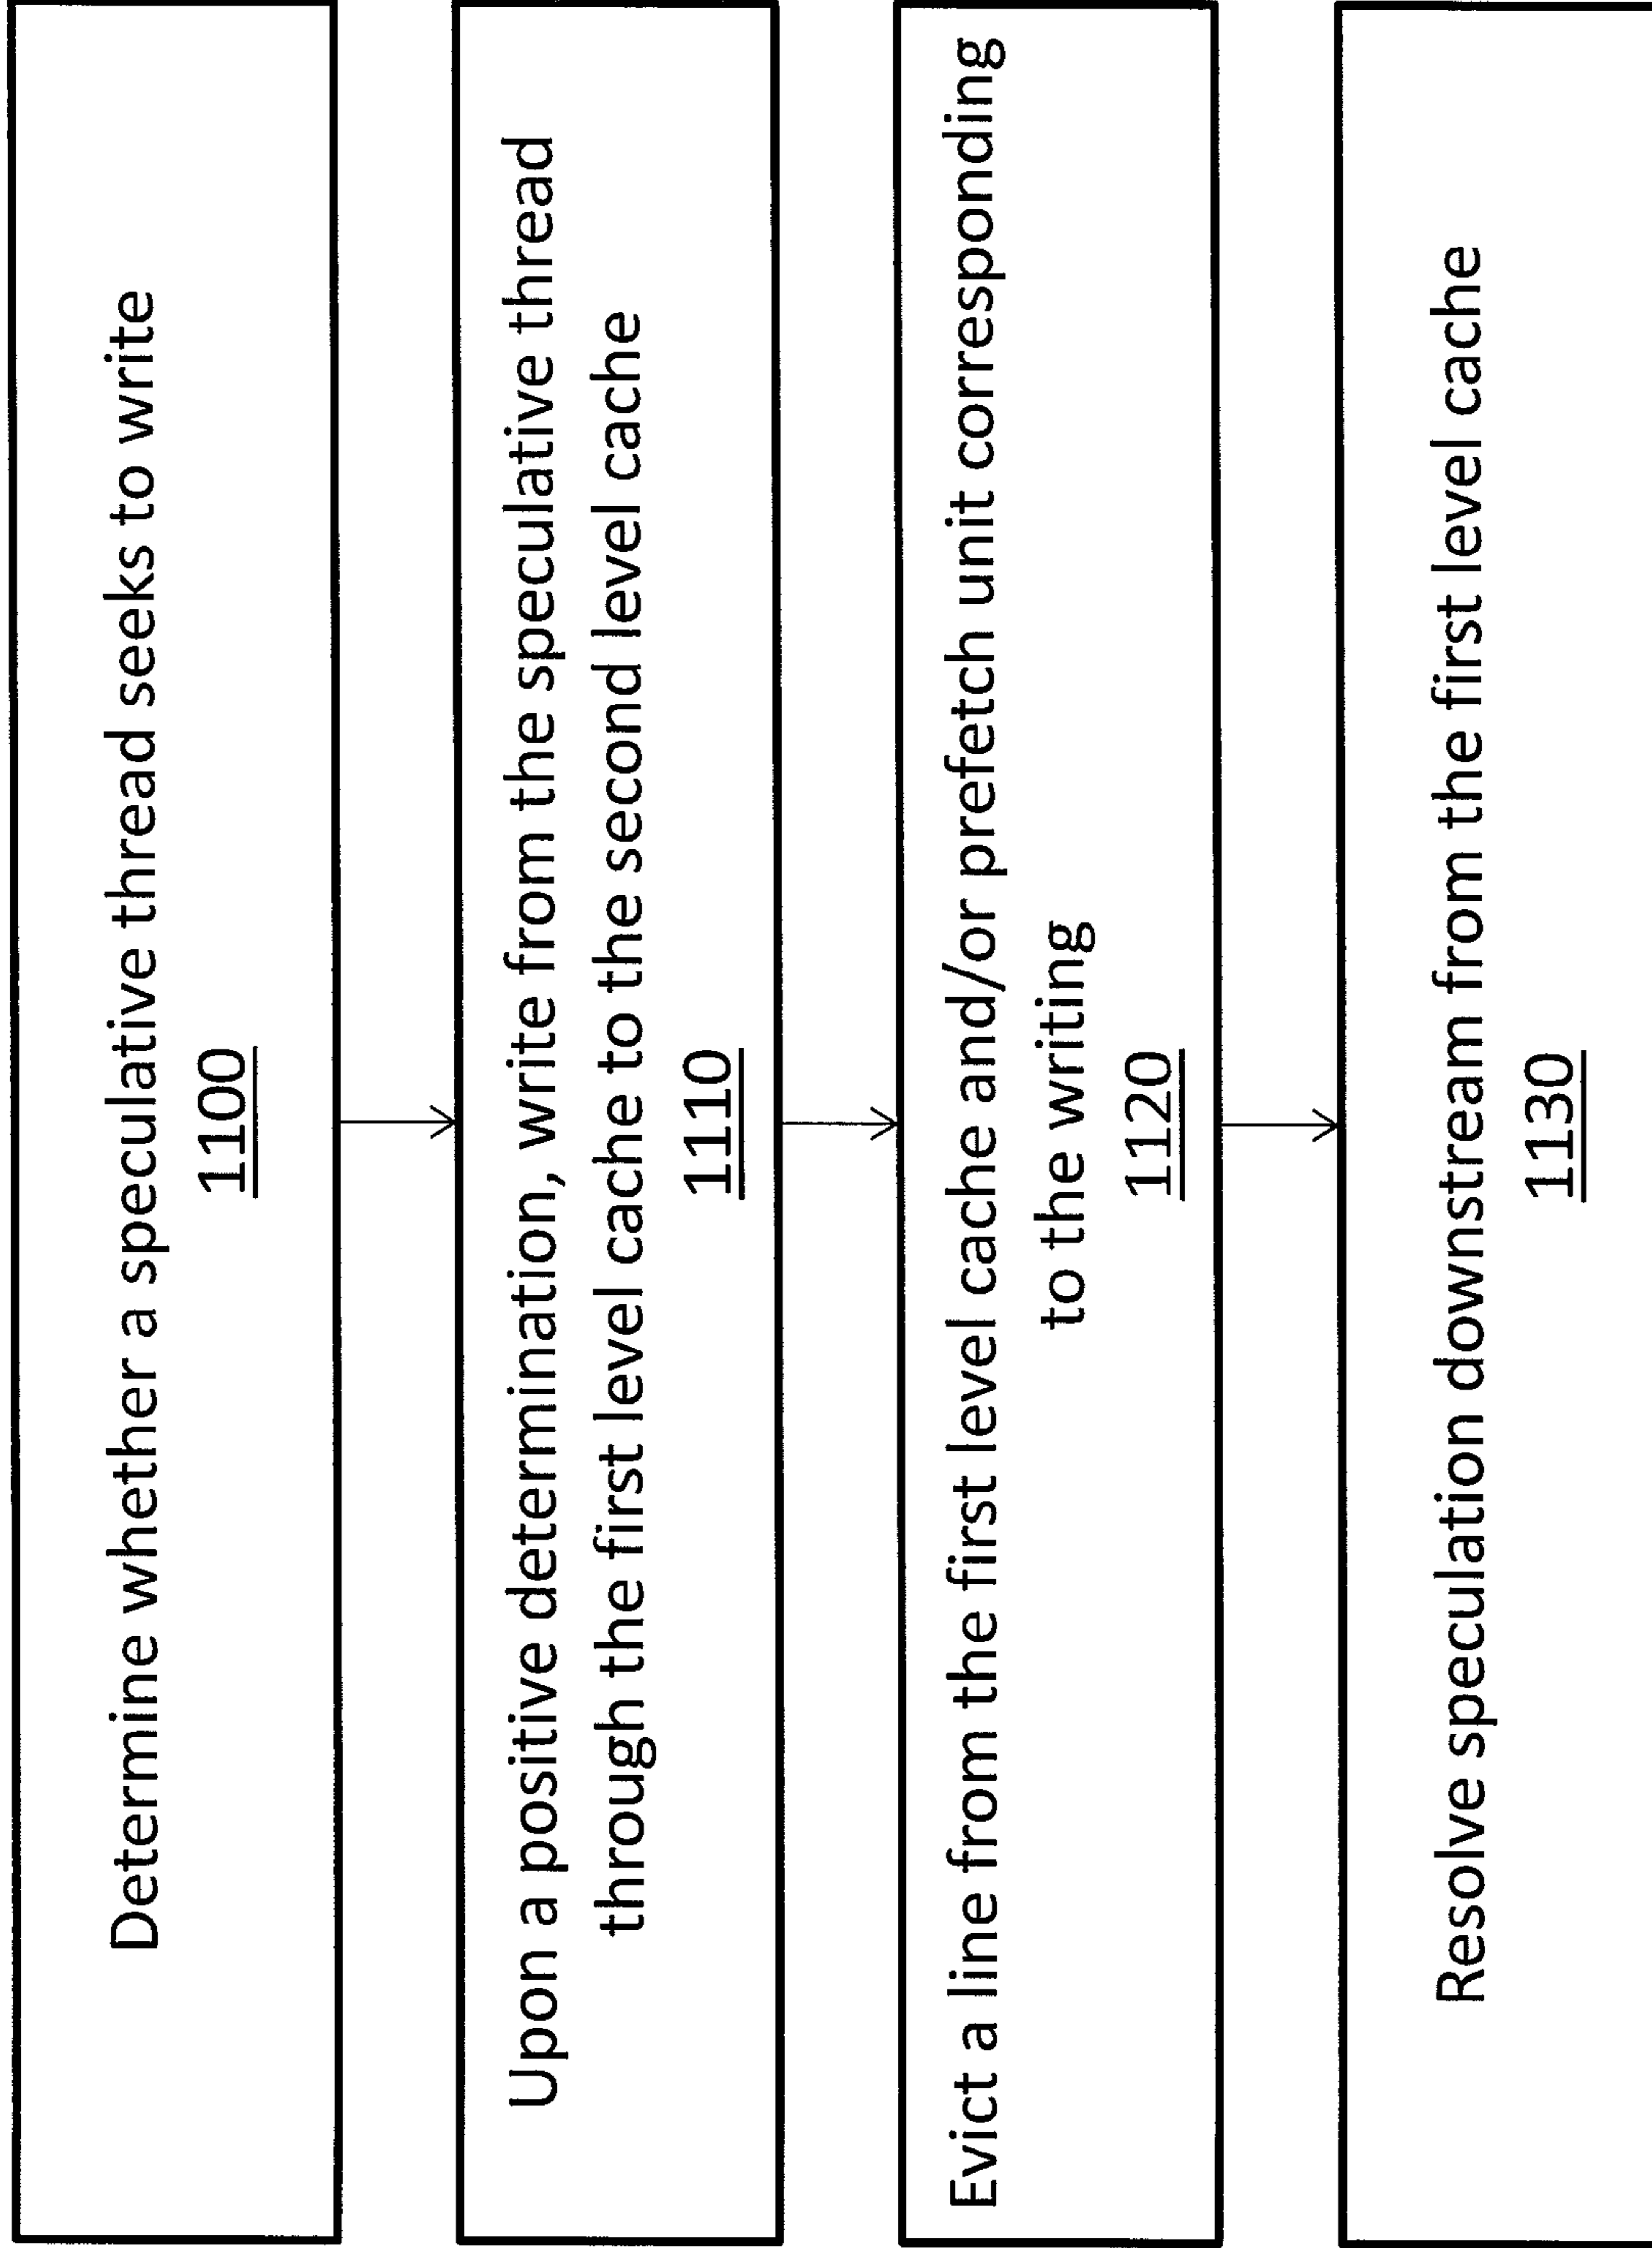 Determine whether a speculative thread seeks to write
1100
Upon a positive determination, write from the speculative thread
through the first level cache to the second level cache
1110
Evict a line from the first level cache and/or prefetch unit corresponding
to the writing
1120
Resolve speculation downstream from the first level cache
1130